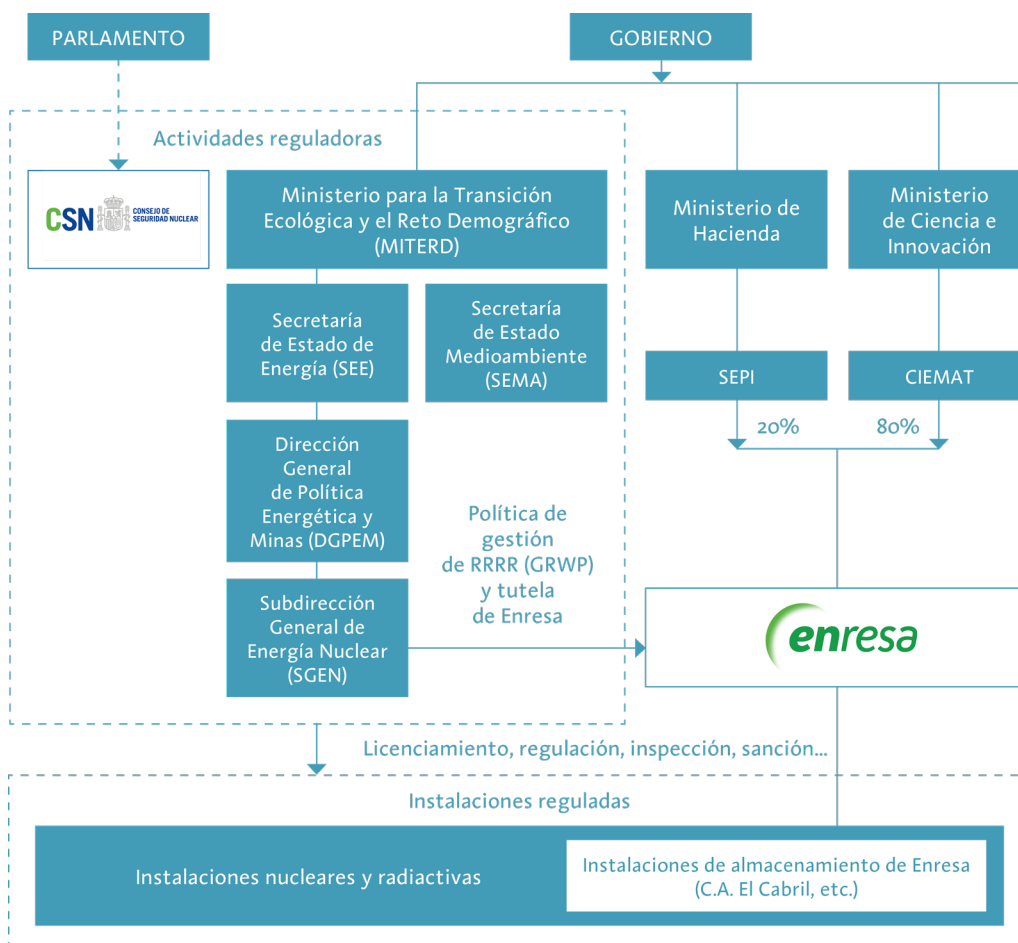 PARLAMENTO
GOBIERNO
Actividades reguladoras
CSN
CONSEJO DE
SEGURIDAD NUCLEAR
Ministerio para la Transición
Ecológica y el Reto Demográfico
(MITERD)
Ministerio de
Hacienda
Ministerio
de Ciencia e
Innovación
Secretaría
de Estado de
Energía (SEE)
Secretaría
de Estado
Medioambiente
(SEMA)
SEPI
CIEMAT
20%
80%
Dirección
General
de Política
Energética y
Minas (DGPEM)
Política de
gestión
de RRRR (GRWP)
y tutela
de Enresa
Subdirección
General de
Energía Nuclear
(SGEN)
enresa
Licenciamiento, regulación, inspección, sanción...
Instalaciones reguladas
Instalaciones nucleares y radiactivas
Instalaciones de almacenamiento de Enresa
(C.A. El Cabril, etc.)